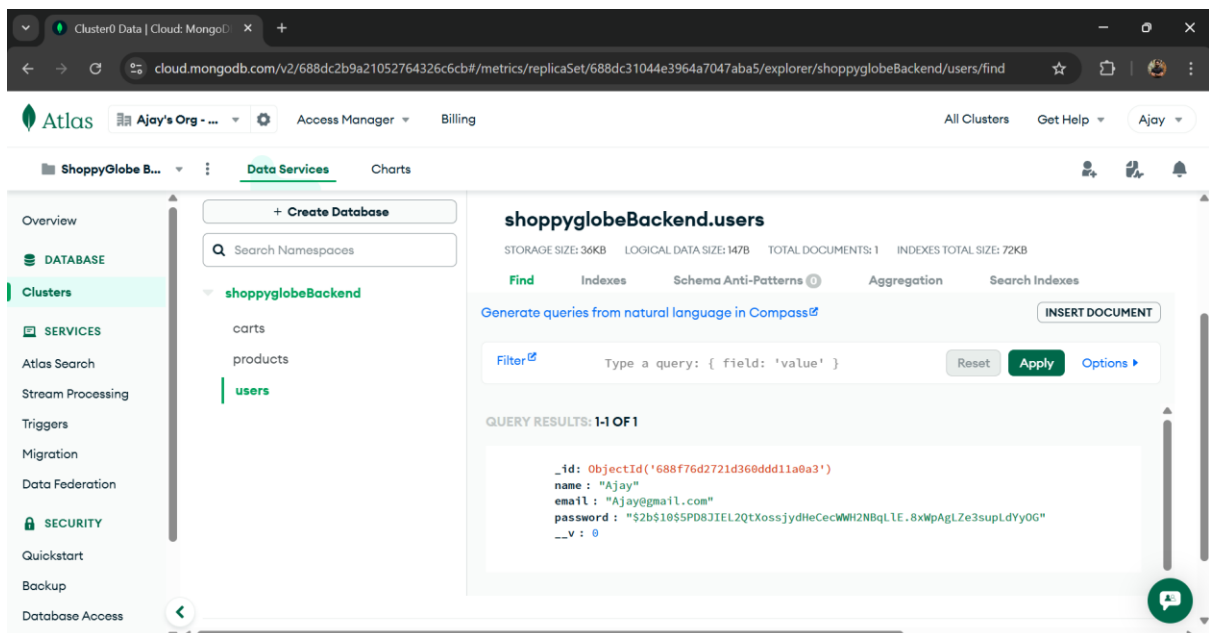 Cluster0 Data | Cloud: MongoD
cloud.mongodb.com/v2/688dc2b9a21052764326c6cb#/metrics/replicaSet/688dc31044e3964a7047aba5/explorer/shoppyglobeBackend/users/find
Atlas Ajay's Org - ... Access Manager Billing All Clusters Get Help Ajay
ShoppyGlobe B... Data Services Charts
Overview
DATABASE
Clusters
SERVICES
Atlas Search
Stream Processing
Triggers
Migration
Data Federation
SECURITY
Quickstart
Backup
Database Access
+ Create Database
Search Namespaces
shoppyglobeBackend
carts
products
users
shoppyglobeBackend.users
STORAGE SIZE: 36KB LOGICAL DATA SIZE: 147B TOTAL DOCUMENTS: 1 INDEXES TOTAL SIZE: 72KB
Find Indexes Schema Anti-Patterns 0 Aggregation Search Indexes
Generate queries from natural language in Compass
INSERT DOCUMENT
Filter Type a query: { field: 'value' } Reset Apply Options
QUERY RESULTS: 1-1 OF 1
_id: ObjectId('688f76d2721d360ddd11a0a3')
name : "Ajay"
email : "Ajay@gmail.com"
password : "$2b$10$5PD8JIEL2QtXossjydHeCecWWH2NBqLlE.8xWpAgLZe3supLdYyOG"
__v : 0